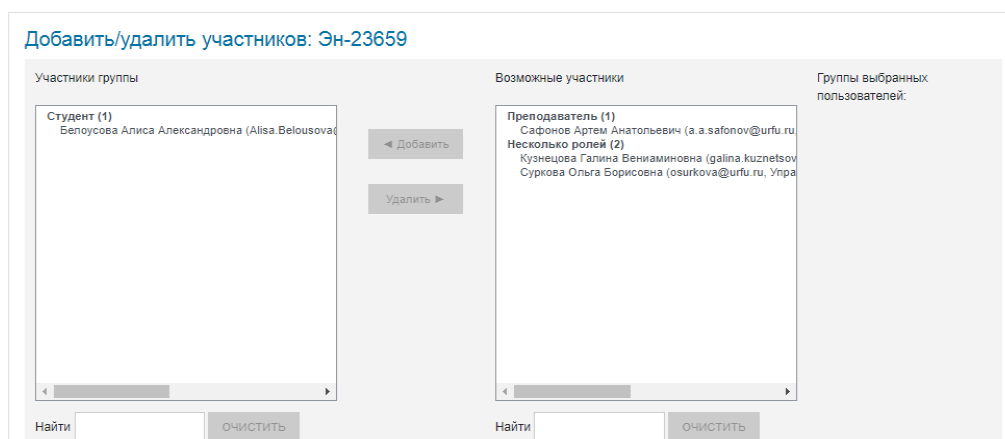 Добавить/удалить участников: Эн-23659
Участники группы
Студент (1)
Белоусова Алиса Александровна (Alisa.Belousova(
◄ Добавить
Удалить ►
Возможные участники
Преподаватель (1)
Сафонов Артем Анатольевич (a.a.safonov@urfu.ru,
Несколько ролей (2)
Кузнецова Галина Вениаминовна (galina.kuznetsov
Суркова Ольга Борисовна (osurkova@urfu.ru, Упра
Группы выбранных
пользователей:
Найти
ОЧИСТИТЬ
Найти
ОЧИСТИТЬ